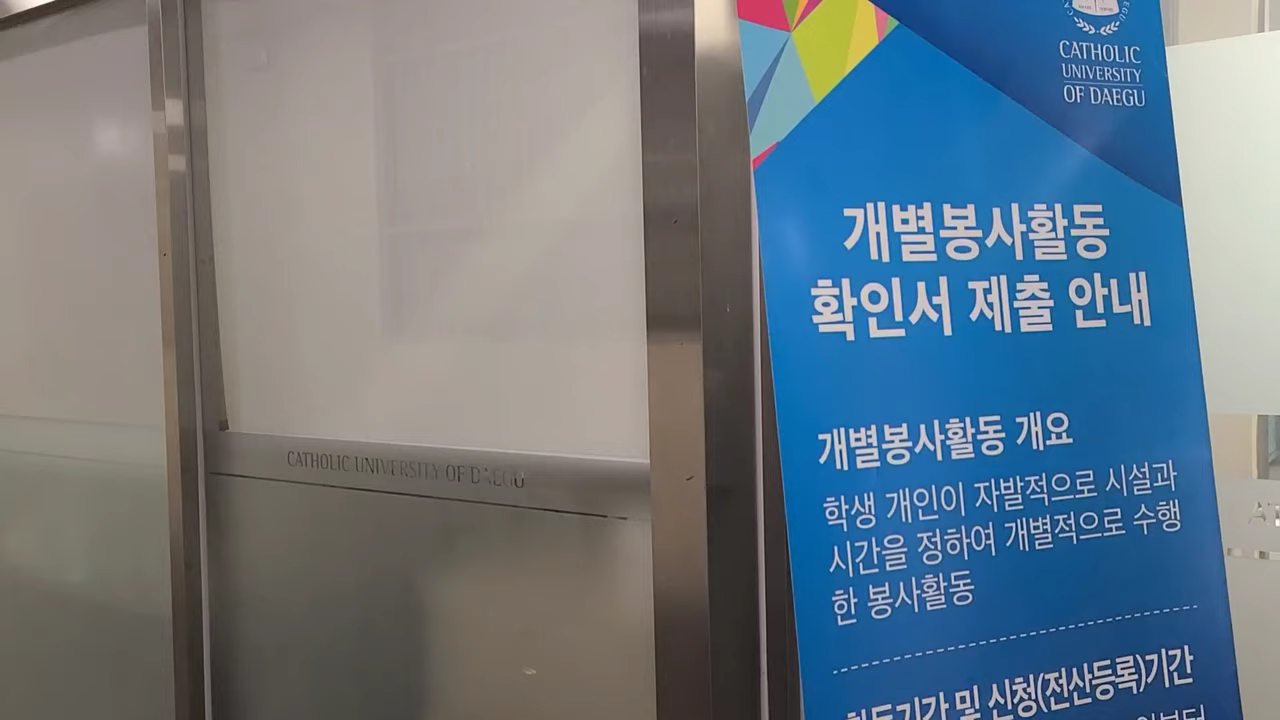 CATHOLIC
UNIVERSITY
OF DAEGU
개별봉사활동
확인서 제출 안내
개별봉사활동 개요
학생 개인이 자발적으로 시설과
시간을 정하여 개별적으로 수행
한 봉사활동
및 신청(전산등록)기간
CATHOLIC UNIVERSITY OF DAEGU